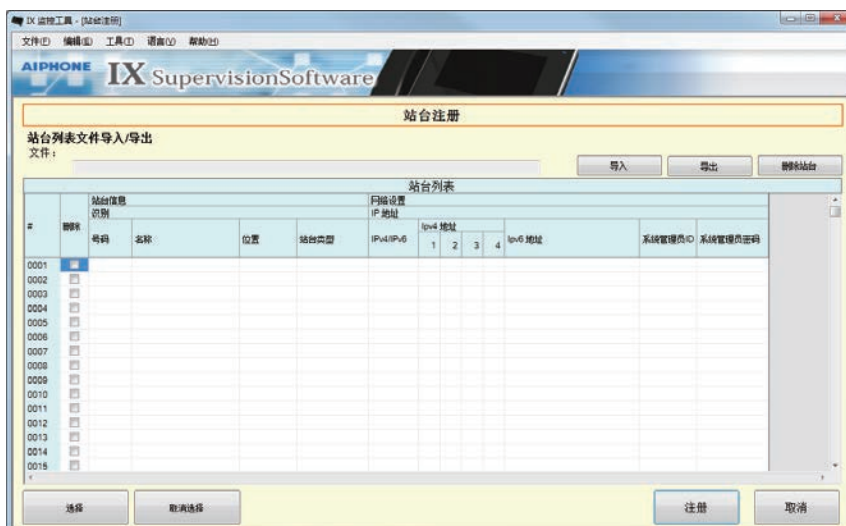 IX 监控工具 - [站台注册]
文件(F) 编辑(E) 工具(T) 语言(V) 帮助(H)
AIPHONE IX SupervisionSoftware
站台注册
站台列表文件导入/导出
文件：
导入 导出 删除站台
站台列表
站台信息 网络设置
识别 IP 地址
# 删除 号码 名称 位置 站台类型 IPv4/IPv6 Ipv4 地址 Ipv6 地址 系统管理员ID 系统管理员密码
1 2 3 4
0001
0002
0003
0004
0005
0006
0007
0008
0009
0010
0011
0012
0013
0014
0015
选择 取消选择 注册 取消